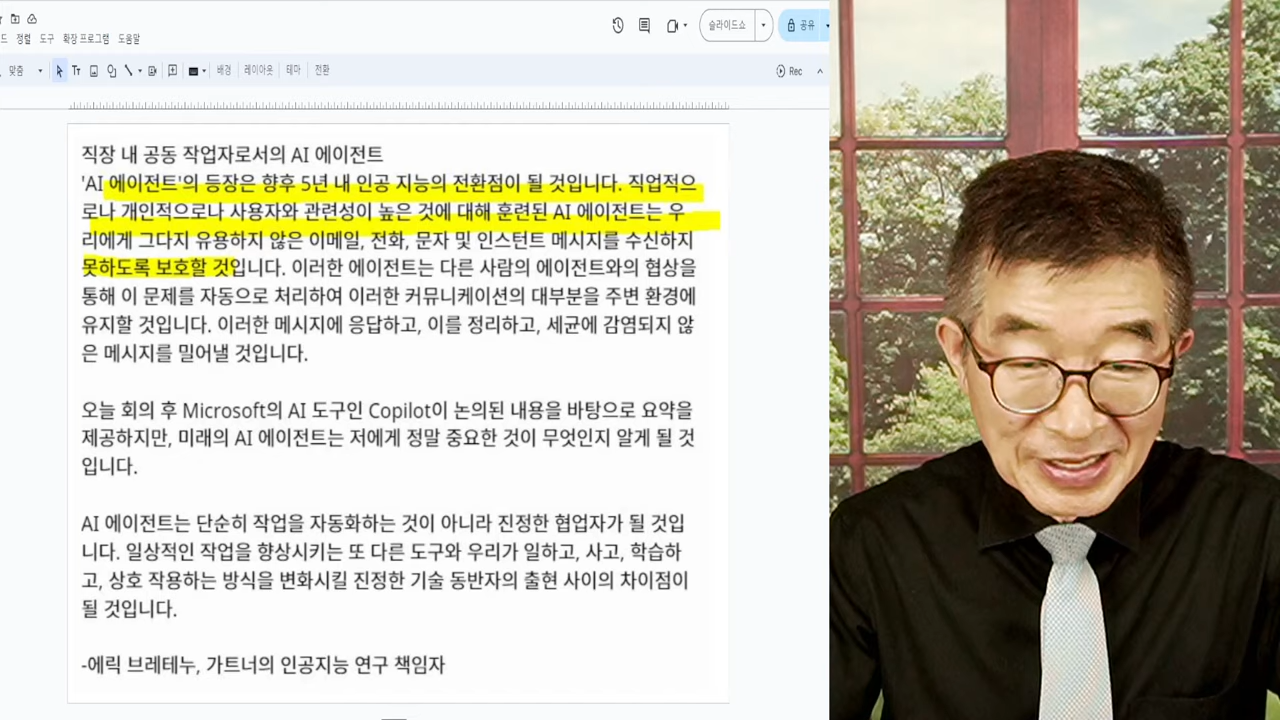 정렬 도구 확장 프로그램 도움말
슬라이드쇼
공유
맞춤
배경 레이아웃 테마 전환
Rec
직장 내 공동 작업자로서의 AI 에이전트
'AI 에이전트'의 등장은 향후 5년 내 인공 지능의 전환점이 될 것입니다. 직업적으
로나 개인적으로나 사용자와 관련성이 높은 것에 대해 훈련된 AI 에이전트는 우
리에게 그다지 유용하지 않은 이메일, 전화, 문자 및 인스턴트 메시지를 수신하지
못하도록 보호할 것입니다. 이러한 에이전트는 다른 사람의 에이전트와의 협상을
통해 이 문제를 자동으로 처리하여 이러한 커뮤니케이션의 대부분을 주변 환경에
유지할 것입니다. 이러한 메시지에 응답하고, 이를 정리하고, 세균에 감염되지 않
은 메시지를 밀어낼 것입니다.
오늘 회의 후 Microsoft의 AI 도구인 Copilot이 논의된 내용을 바탕으로 요약을
제공하지만, 미래의 AI 에이전트는 저에게 정말 중요한 것이 무엇인지 알게 될 것
입니다.
AI 에이전트는 단순히 작업을 자동화하는 것이 아니라 진정한 협업자가 될 것입
니다. 일상적인 작업을 향상시키는 또 다른 도구와 우리가 일하고, 사고, 학습하
고, 상호 작용하는 방식을 변화시킬 진정한 기술 동반자의 출현 사이의 차이점이
될 것입니다.
-에릭 브레테누, 가트너의 인공지능 연구 책임자